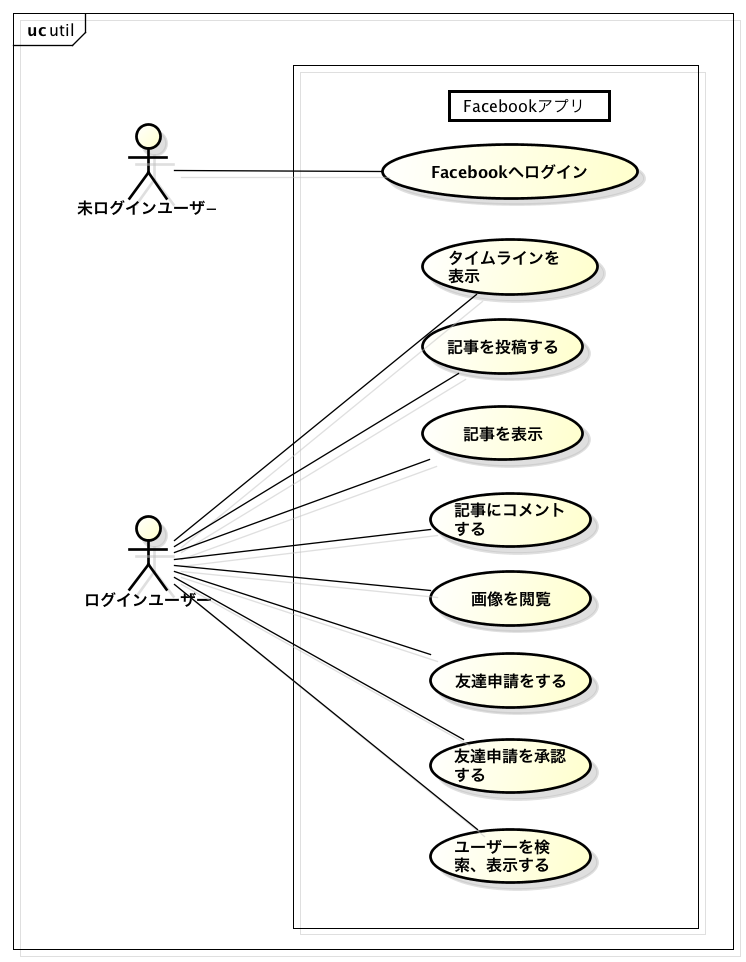 uc util
Facebookアプリ
Facebookへログイン
未ログインユーザー
タイムラインを
表示
記事を投稿する
記事を表示
記事にコメント
する
ログインユーザー
画像を閲覧
友達申請をする
友達申請を承認
する
ユーザーを検
索、表示する